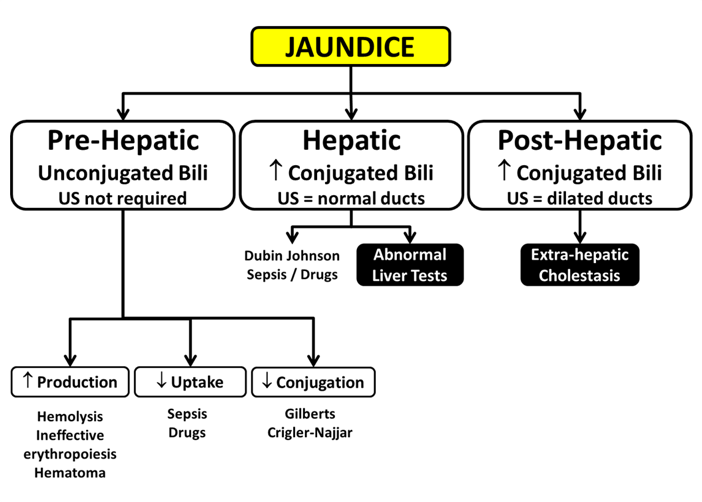 JAUNDICE
Pre-Hepatic
Unconjugated Bili
US not required
Hepatic
↑ Conjugated Bili
US = normal ducts
Post-Hepatic
↑ Conjugated Bili
US = dilated ducts
Dubin Johnson
Sepsis / Drugs
Abnormal
Liver Tests
Extra-hepatic
Cholestasis
↑ Production
Hemolysis
Ineffective
erythropoiesis
Hematoma
↓ Uptake
Sepsis
Drugs
↓ Conjugation
Gilberts
Crigler-Najjar